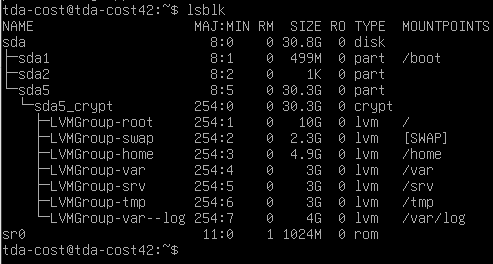 tda-cost@tda-cost42:~$ lsblk
NAME                    MAJ:MIN RM  SIZE RO TYPE  MOUNTPOINTS
sda                       8:0    0 30.8G  0 disk
├─sda1                    8:1    0  499M  0 part  /boot
├─sda2                    8:2    0    1K  0 part
└─sda5                    8:5    0 30.3G  0 part
  └─sda5_crypt          254:0    0 30.3G  0 crypt
    ├─LVMGroup-root     254:1    0   10G  0 lvm   /
    ├─LVMGroup-swap     254:2    0  2.3G  0 lvm   [SWAP]
    ├─LVMGroup-home     254:3    0  4.9G  0 lvm   /home
    ├─LVMGroup-var      254:4    0    3G  0 lvm   /var
    ├─LVMGroup-srv      254:5    0    3G  0 lvm   /srv
    ├─LVMGroup-tmp      254:6    0    3G  0 lvm   /tmp
    └─LVMGroup-var--log 254:7    0    4G  0 lvm   /var/log
sr0                      11:0    1 1024M  0 rom
tda-cost@tda-cost42:~$